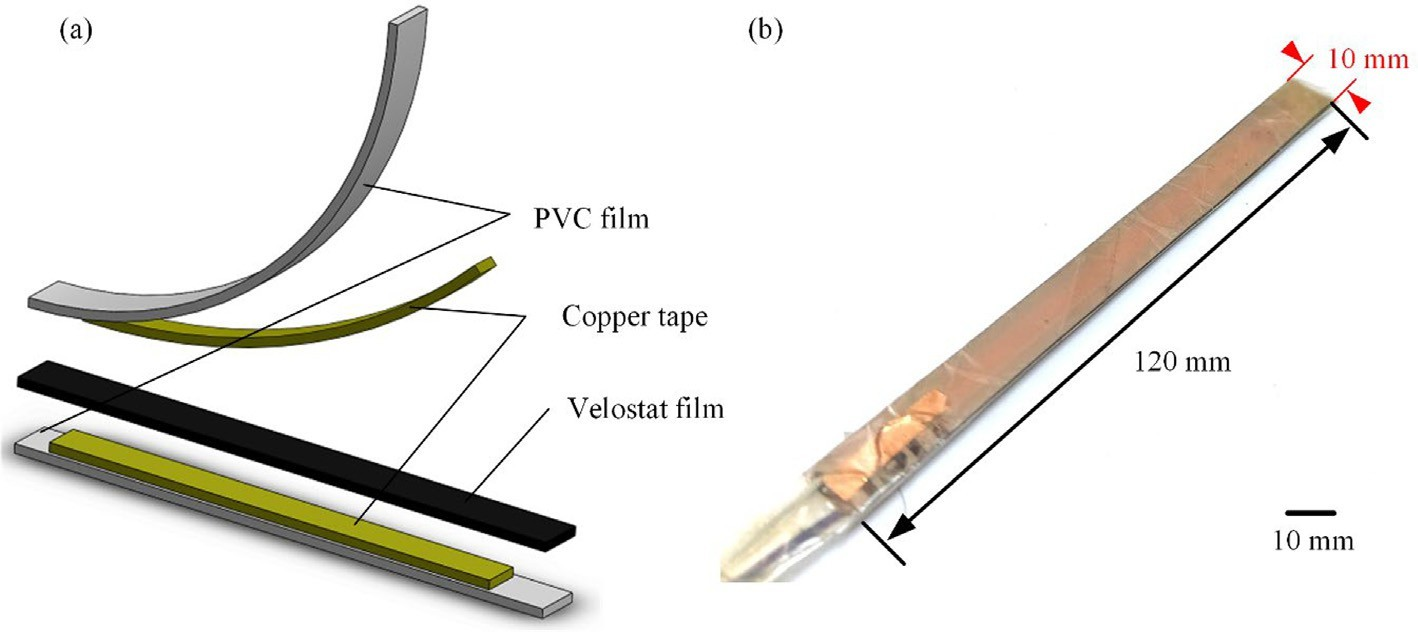 (a)
PVC film
Copper tape
Velostat film
(b)
10 mm
120 mm
10 mm